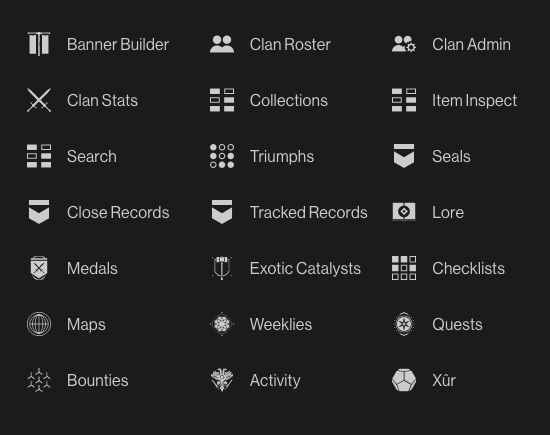 Banner Builder
Clan Roster
Clan Admin
Clan Stats
Collections
Item Inspect
Search
Triumphs
Seals
Close Records
Tracked Records
Lore
Medals
Exotic Catalysts
Checklists
Maps
Weeklies
Quests
Bounties
Activity
Xûr